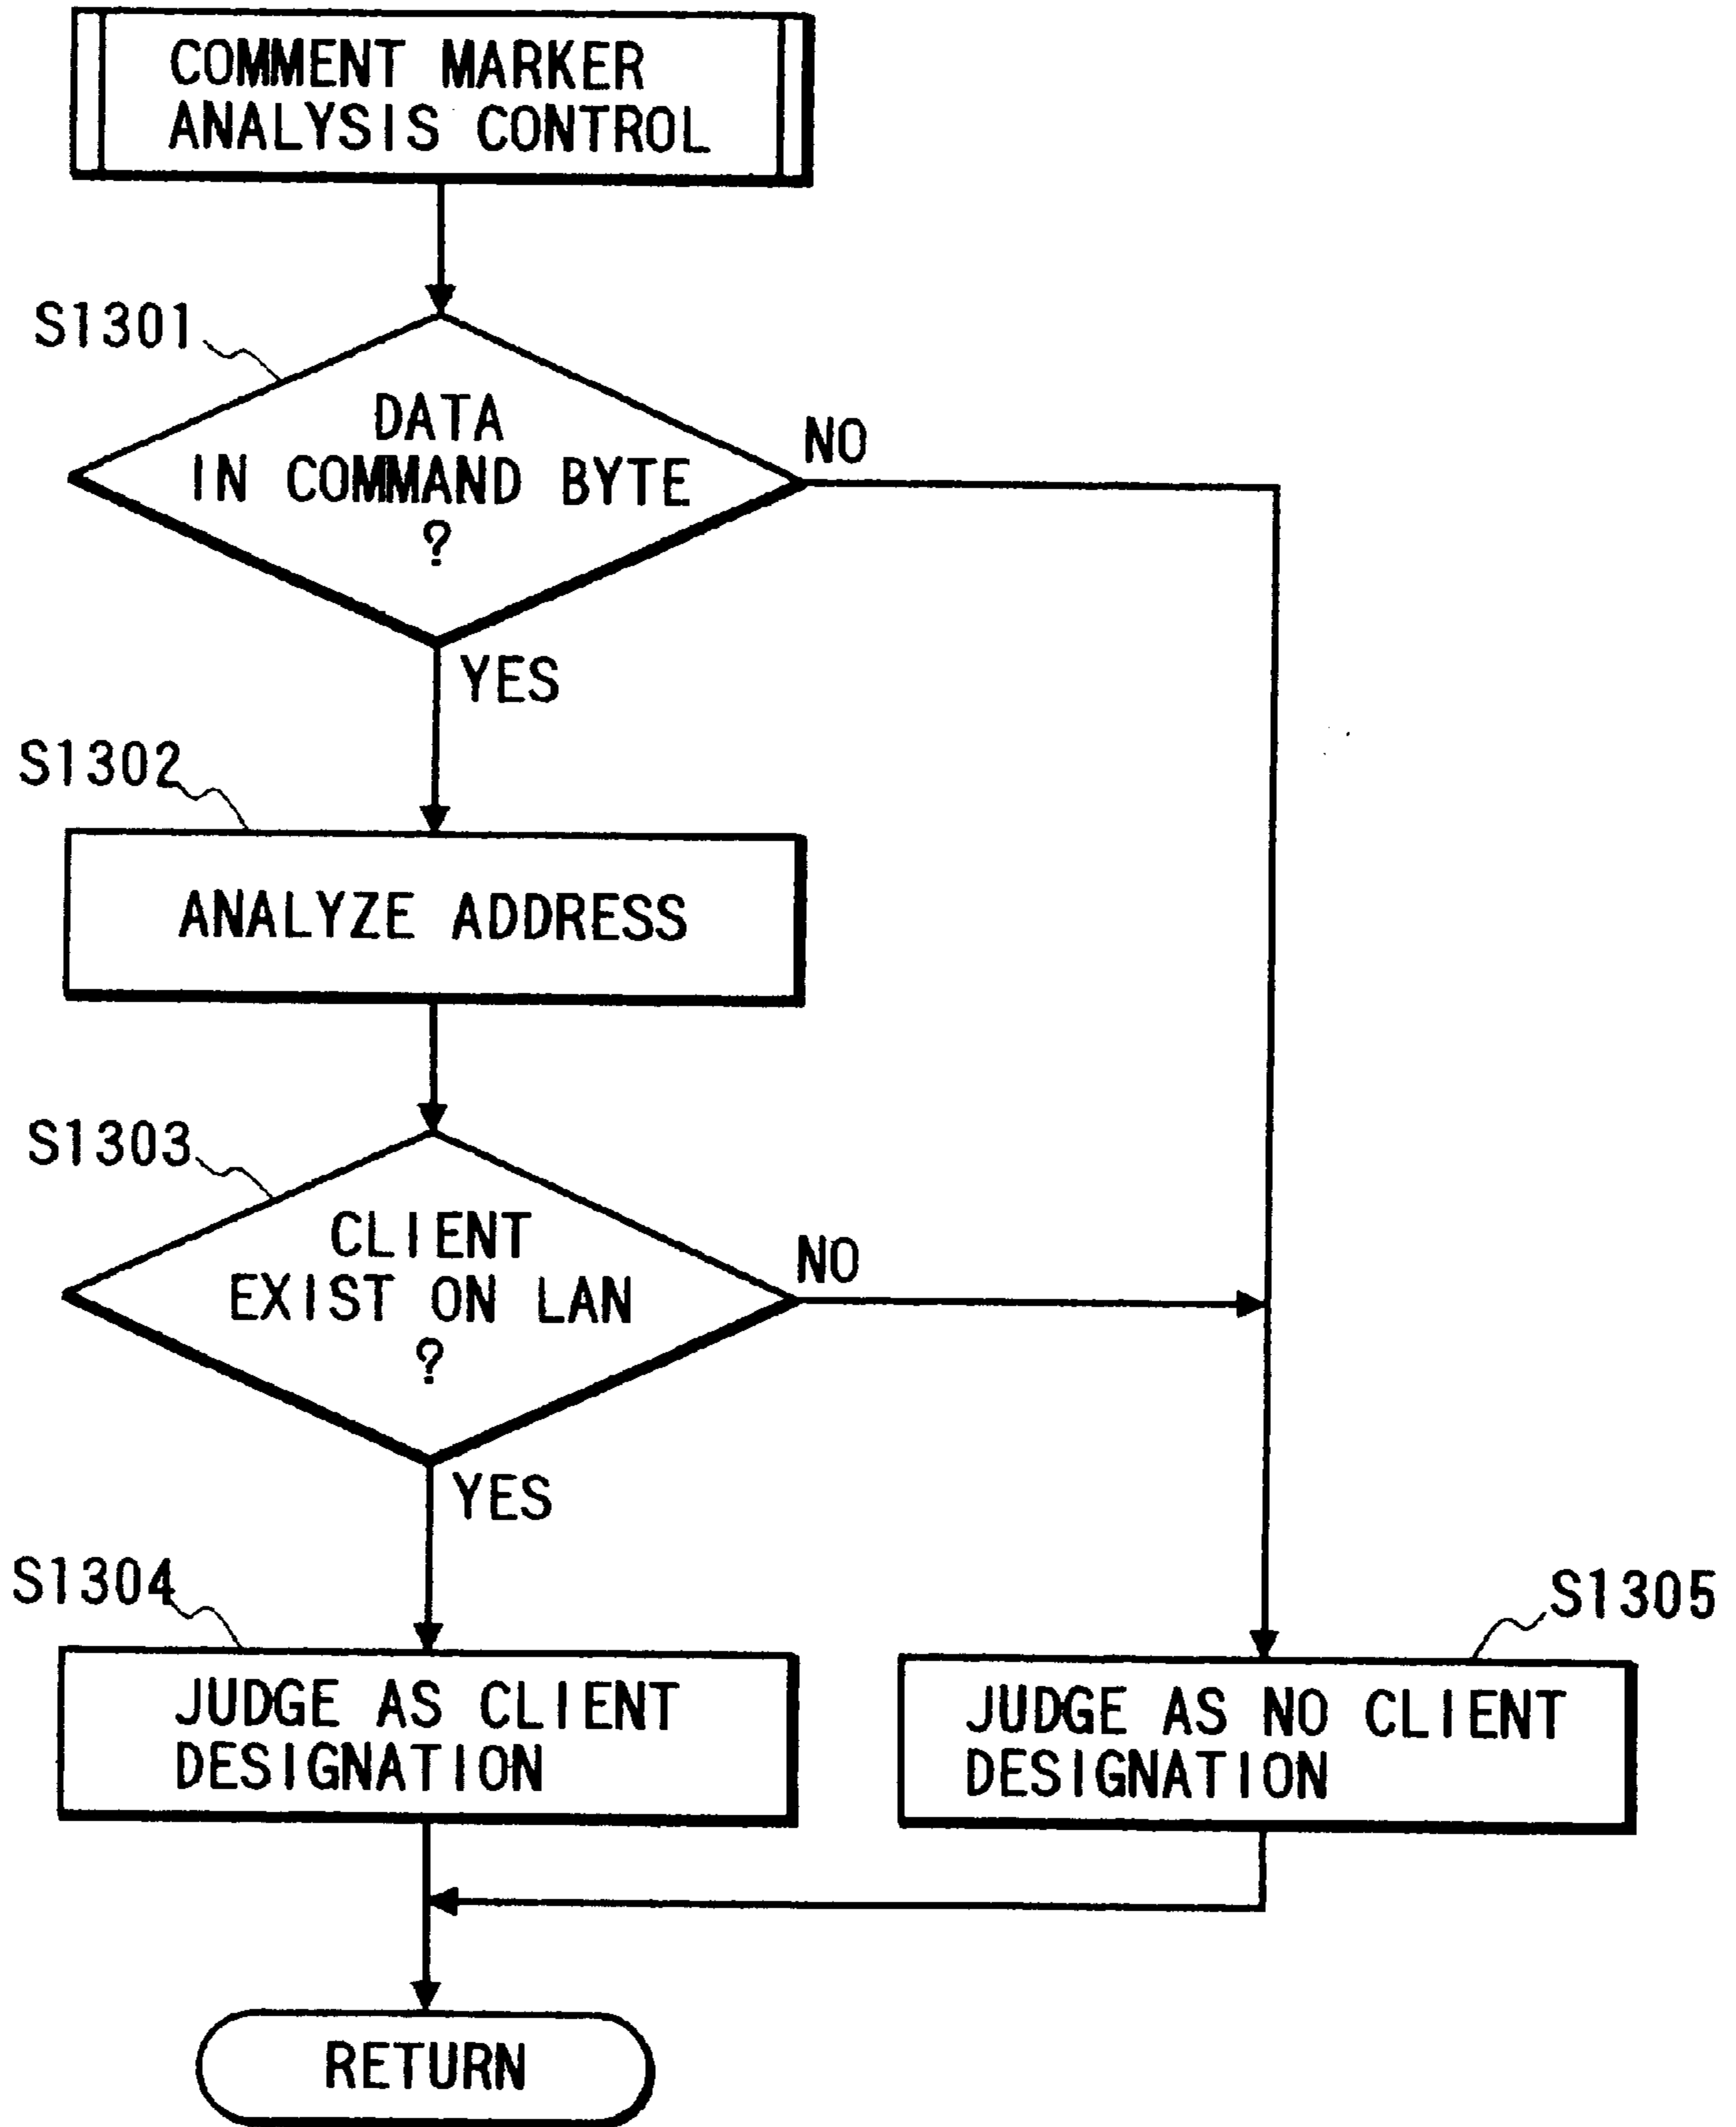 COMMENT MARKER
ANALYSIS CONTROL
S1301
DATA
IN COMMAND BYTE
?
NO
YES
S1302
ANALYZE ADDRESS
S1303
CLIENT
EXIST ON LAN
?
NO
YES
S1304
JUDGE AS CLIENT
DESIGNATION
S1305
JUDGE AS NO CLIENT
DESIGNATION
RETURN